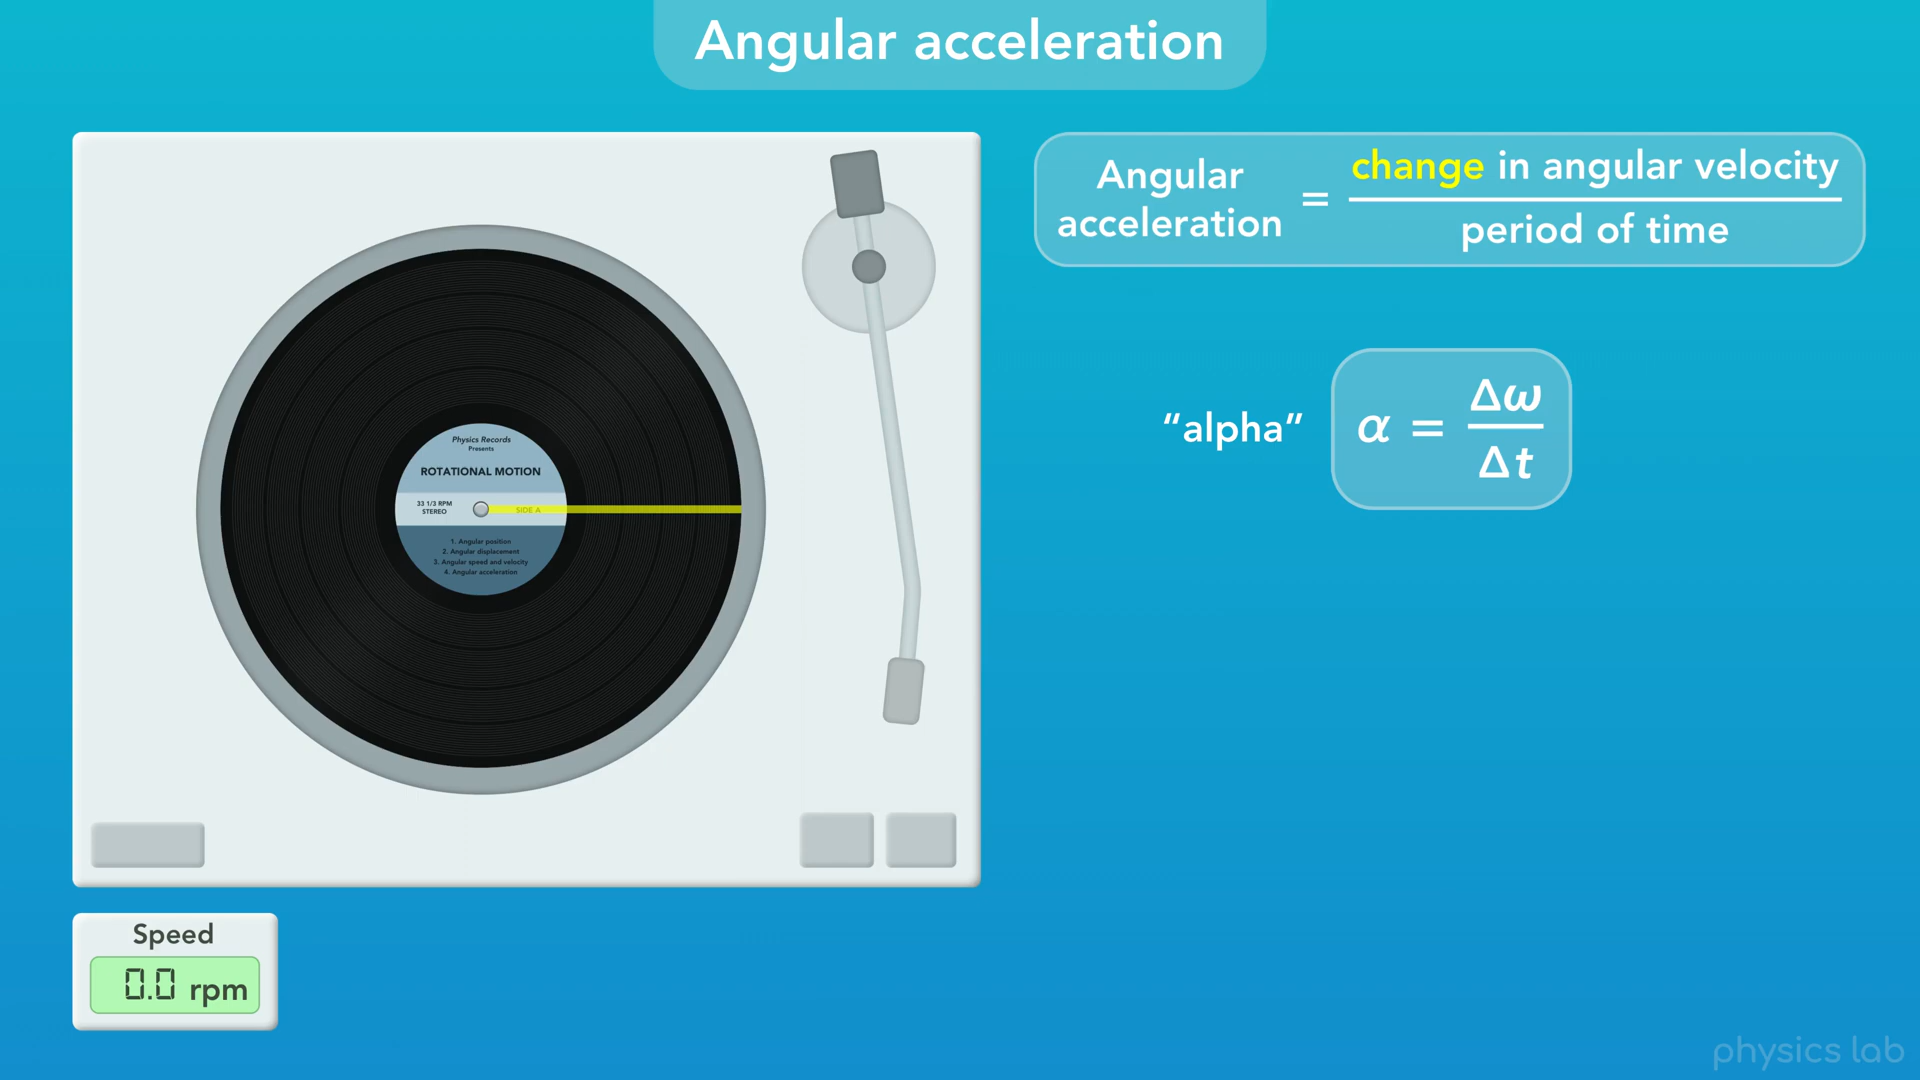 Angular acceleration
Angular
acceleration
=
change in angular velocity
period of time
“alpha”
α =
Δω
Δt
Physics Records
Presents
ROTATIONAL MOTION
33 1/3 RPM
STEREO
SIDE A
1. Angular position
2. Angular displacement
3. Angular speed and velocity
4. Angular acceleration
Speed
0.0 rpm
physics lab